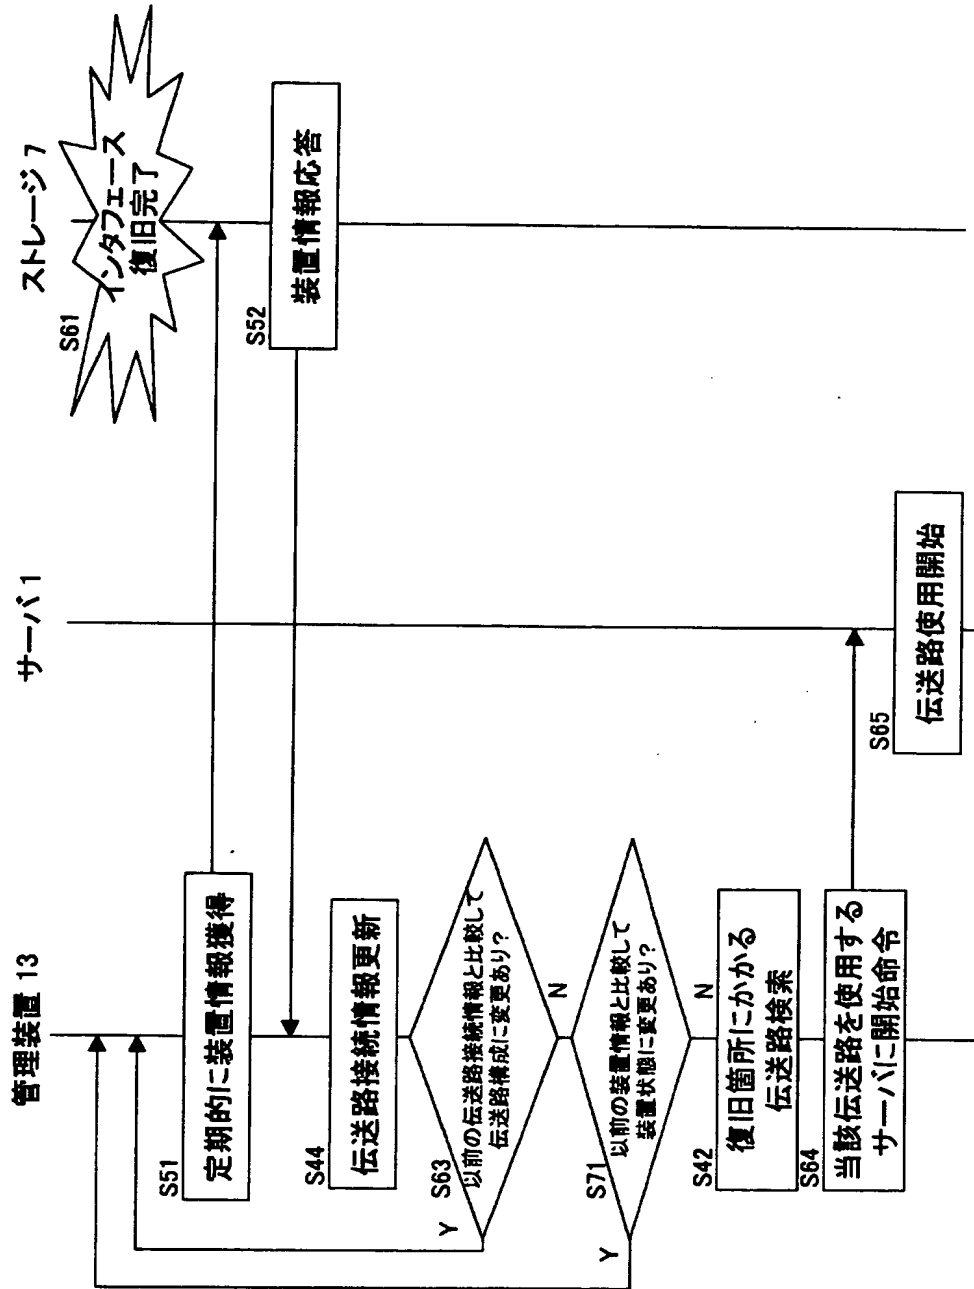 管理装置 13
サーバ 1
ストレージ 7
S61
インタフェース
復旧完了
S51
定期的に装置情報獲得
S52
装置情報応答
S44
伝送路接続情報更新
S63
以前の伝送路接続情報と比較して
伝送路構成に変更あり?
Y
N
S71
以前の装置情報と比較して
装置状態に変更あり?
Y
N
S42
復旧箇所にかかる
伝送路検索
S64
当該伝送路を使用する
サーバに開始命令
S65
伝送路使用開始